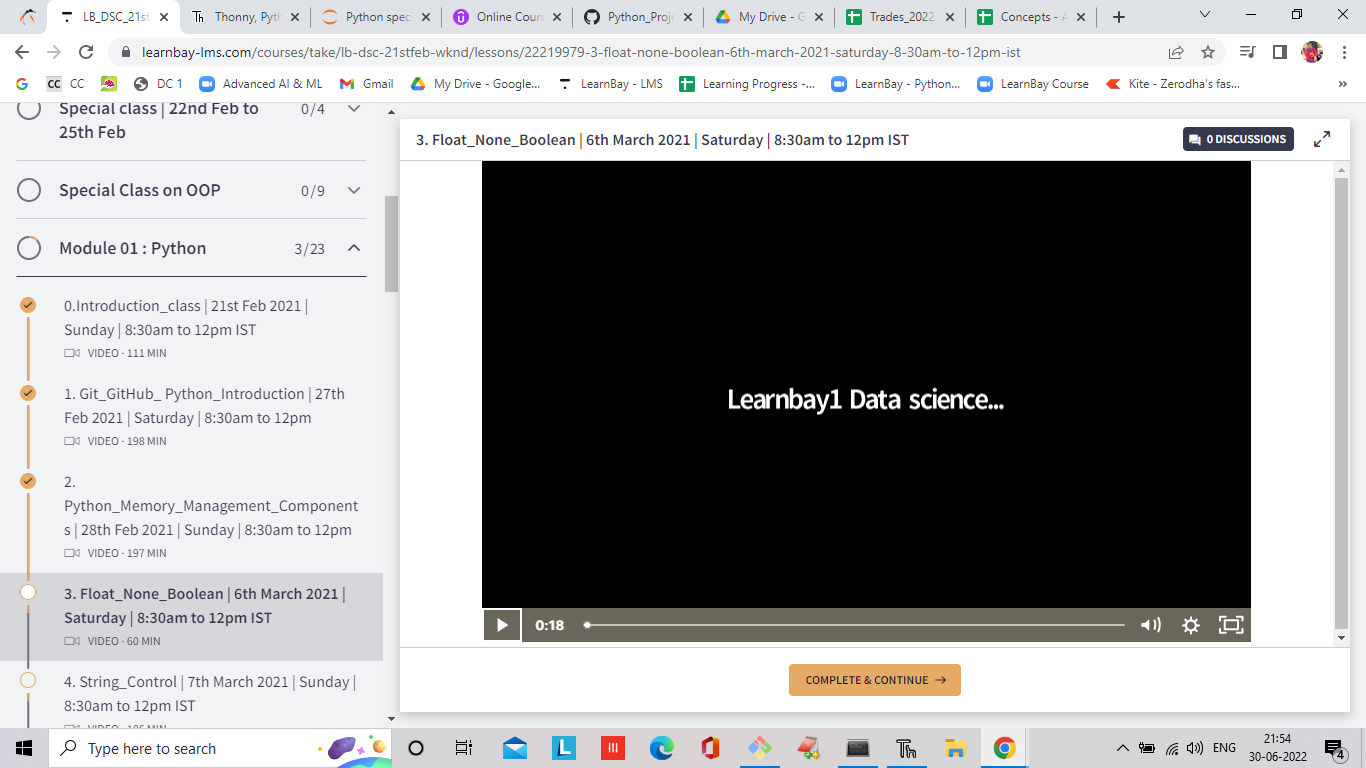 LB_DSC_21st
Thonny, Pyth
Python spec
Online Cours
Python_Proje
My Drive - G
Trades_2022
Concepts - A
learnbay-lms.com/courses/take/lb-dsc-21stfeb-wknd/lessons/22219979-3-float-none-boolean-6th-march-2021-saturday-8-30am-to-12pm-ist
G CC CC DC 1 Advanced AI & ML Gmail My Drive - Google... LearnBay - LMS Learning Progress -... LearnBay - Python... LearnBay Course Kite - Zerodha's fas... »
Special class | 22nd Feb to 0/4
25th Feb
Special Class on OOP 0/9
Module 01 : Python 3/23
0.Introduction_class | 21st Feb 2021 |
Sunday | 8:30am to 12pm IST
VIDEO · 111 MIN
1. Git_GitHub_ Python_Introduction | 27th
Feb 2021 | Saturday | 8:30am to 12pm
VIDEO · 198 MIN
2.
Python_Memory_Management_Component
s | 28th Feb 2021 | Sunday | 8:30am to 12pm
VIDEO · 197 MIN
3. Float_None_Boolean | 6th March 2021 |
Saturday | 8:30am to 12pm IST
VIDEO · 60 MIN
4. String_Control | 7th March 2021 | Sunday |
8:30am to 12pm IST
3. Float_None_Boolean | 6th March 2021 | Saturday | 8:30am to 12pm IST
0 DISCUSSIONS
Learnbay1 Data science...
0:18
COMPLETE & CONTINUE →
Type here to search
L
Th
ENG
21:54
30-06-2022
4